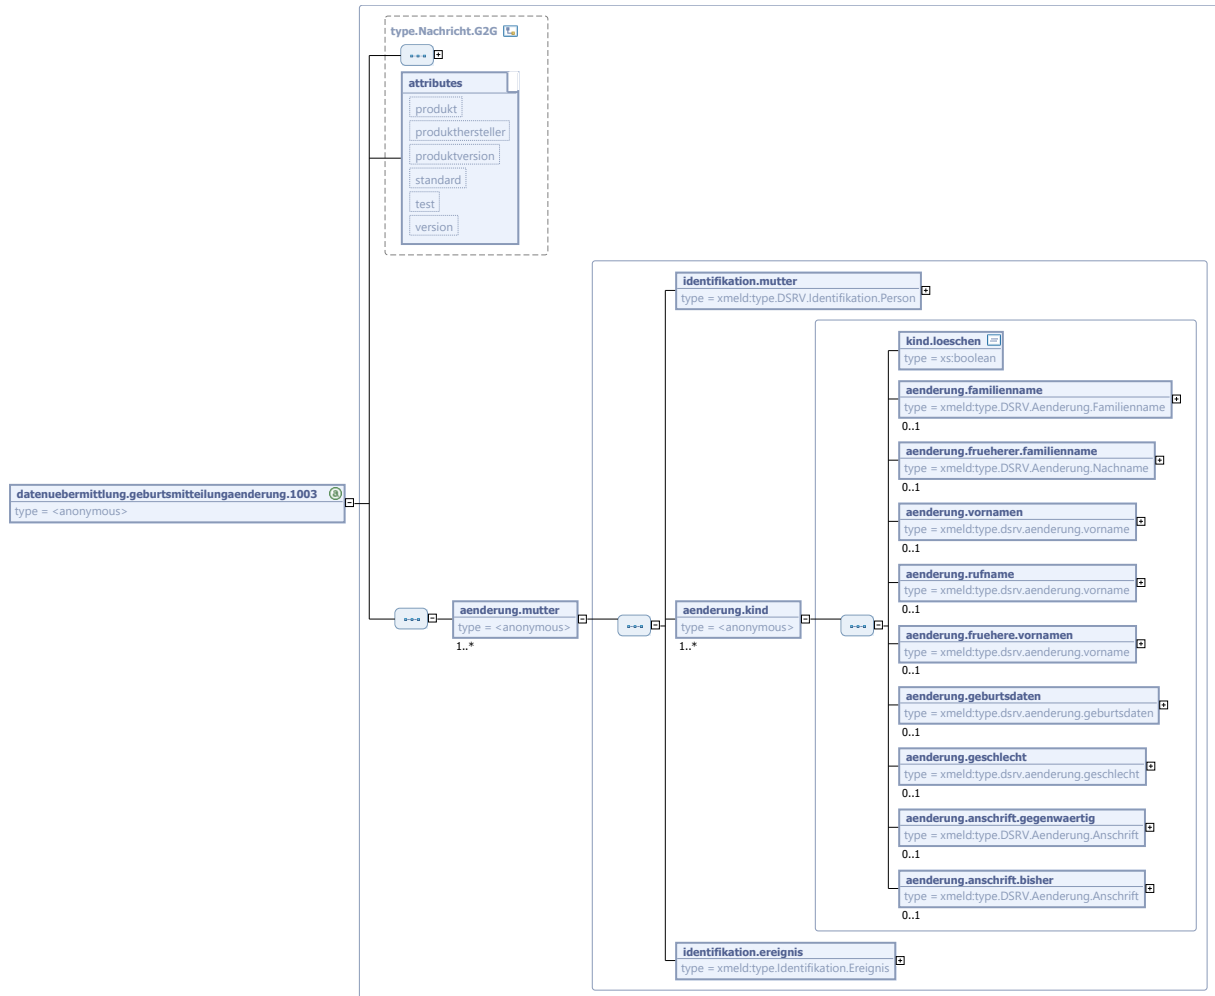 type.Nachricht.G2G
attributes
produkt
produkthersteller
produktversion
standard
test
version
datenuebermittlung.geburtsmitteilungaenderung.1003 a
type = <anonymous>
aenderung.mutter
type = <anonymous>
1..*
identifikation.mutter
type = xmeld:type.DSRV.Identifikation.Person
aenderung.kind
type = <anonymous>
1..*
kind.loeschen
type = xs:boolean
aenderung.familienname
type = xmeld:type.DSRV.Aenderung.Familienname
0..1
aenderung.frueherer.familienname
type = xmeld:type.DSRV.Aenderung.Nachname
0..1
aenderung.vornamen
type = xmeld:type.dsrv.aenderung.vorname
0..1
aenderung.rufname
type = xmeld:type.dsrv.aenderung.vorname
0..1
aenderung.fruehere.vornamen
type = xmeld:type.dsrv.aenderung.vorname
0..1
aenderung.geburtsdaten
type = xmeld:type.dsrv.aenderung.geburtsdaten
0..1
aenderung.geschlecht
type = xmeld:type.dsrv.aenderung.geschlecht
0..1
aenderung.anschrift.gegenwaertig
type = xmeld:type.DSRV.Aenderung.Anschrift
0..1
aenderung.anschrift.bisher
type = xmeld:type.DSRV.Aenderung.Anschrift
0..1
identifikation.ereignis
type = xmeld:type.Identifikation.Ereignis